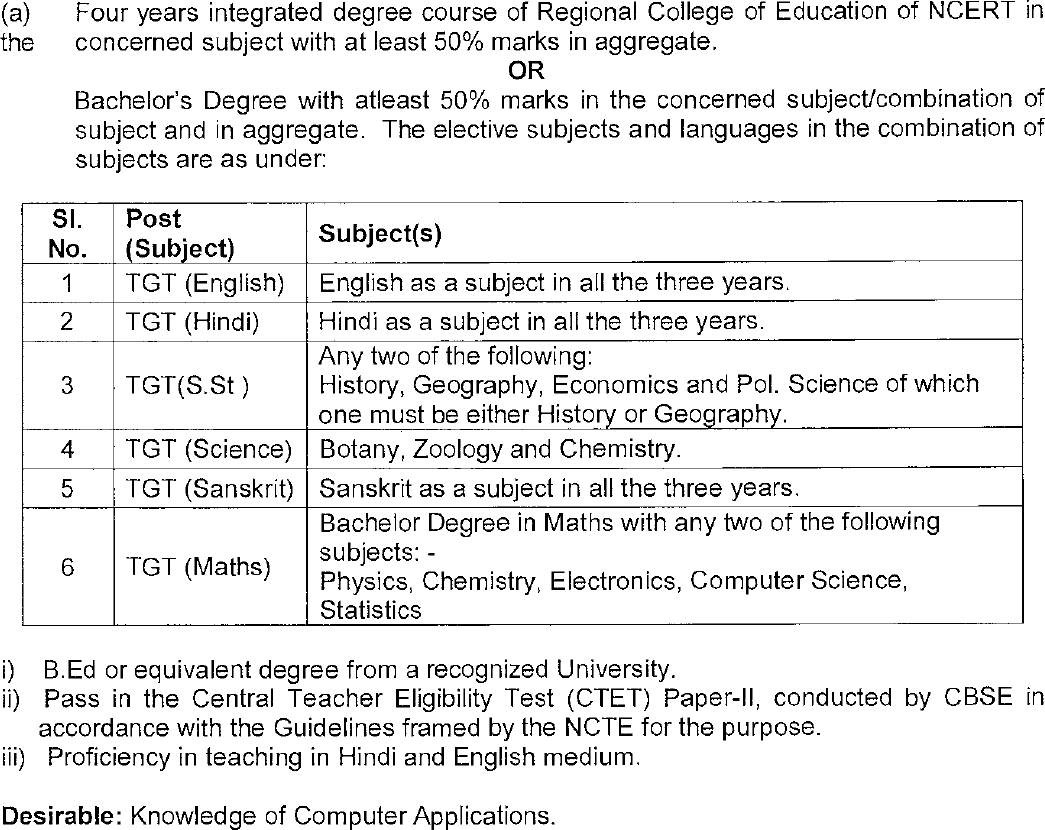 (a) Four years integrated degree course of Regional College of Education of NCERT in
the concerned subject with at least 50% marks in aggregate.
OR
Bachelor's Degree with atleast 50% marks in the concerned subject/combination of
subject and in aggregate. The elective subjects and languages in the combination of
subjects are as under:
Sl. No. Post (Subject) Subject(s)
1 TGT (English) English as a subject in all the three years.
2 TGT (Hindi) Hindi as a subject in all the three years.
3 TGT(S.St ) Any two of the following:
History, Geography, Economics and Pol. Science of which
one must be either History or Geography.
4 TGT (Science) Botany, Zoology and Chemistry.
5 TGT (Sanskrit) Sanskrit as a subject in all the three years.
6 TGT (Maths) Bachelor Degree in Maths with any two of the following
subjects: -
Physics, Chemistry, Electronics, Computer Science,
Statistics
i) B.Ed or equivalent degree from a recognized University.
ii) Pass in the Central Teacher Eligibility Test (CTET) Paper-II, conducted by CBSE in
accordance with the Guidelines framed by the NCTE for the purpose.
iii) Proficiency in teaching in Hindi and English medium.
Desirable: Knowledge of Computer Applications.